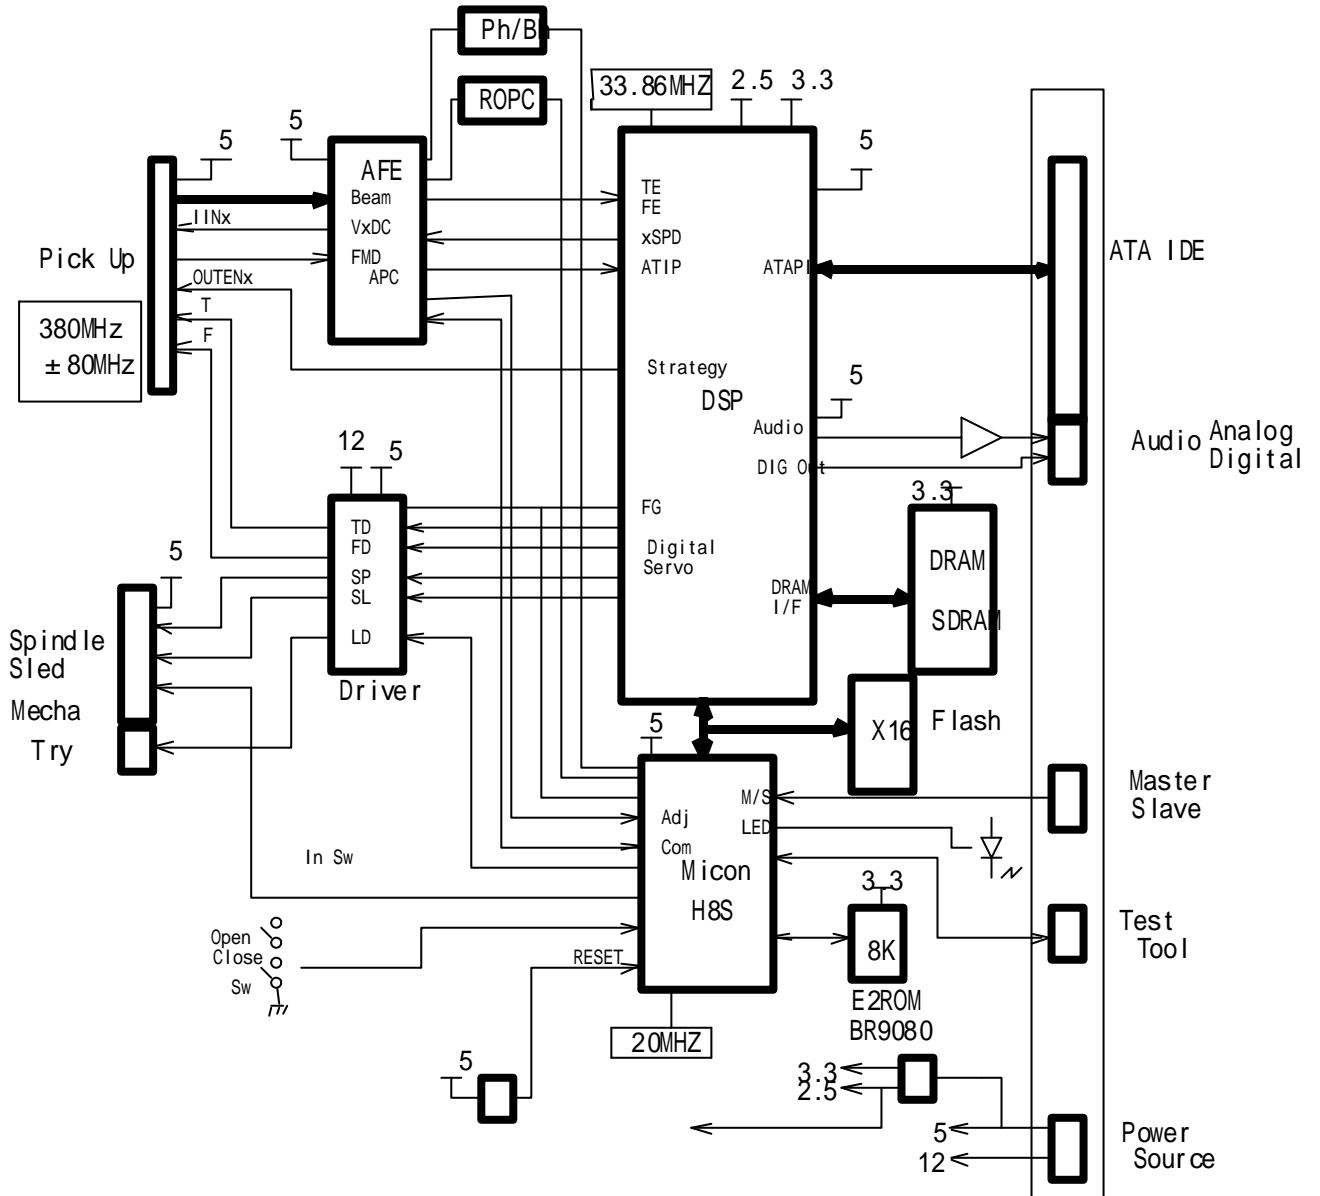 Ph/B
ROPC
33.86MHZ
2.5
3.3
5
5
5
AFE
Beam
VxDC
FMD
APC
IINx
OUTENx
T
F
Pick Up
380MHz
±80MHz
TE
FE
xSPD
ATIP
ATAPI
Strategy
DSP
5
Audio
DIG Out
ATA IDE
Audio
Analog
Digital
12
5
TD
FD
SP
SL
LD
Driver
FG
Digital
Servo
DRAM
I/F
3.3
DRAM
SDRAM
5
Spindle
Sled
Mecha
Try
X16
Flash
5
M/S
LED
Adj
Com
Micon
H8S
Master
Slave
In Sw
Open
Close
Sw
RESET
3.3
8K
E2ROM
BR9080
Test
Tool
20MHZ
5
3.3
2.5
5
12
Power
Source